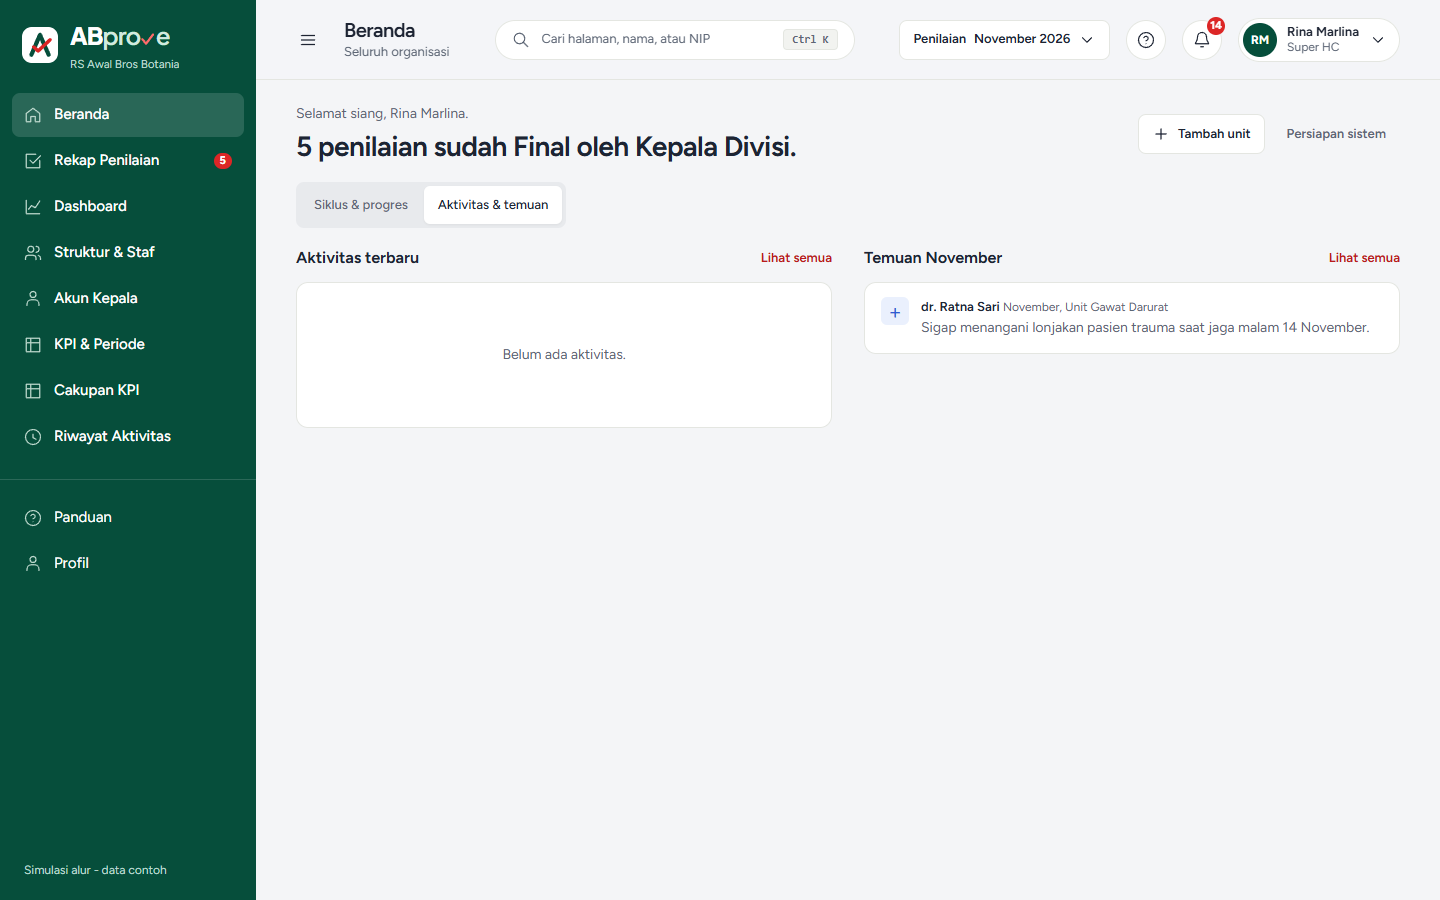 ABprove
RS Awal Bros Botania
Beranda
Rekap Penilaian 5
Dashboard
Struktur & Staf
Akun Kepala
KPI & Periode
Cakupan KPI
Riwayat Aktivitas
Panduan
Profil
Simulasi alur - data contoh
Beranda
Seluruh organisasi
Cari halaman, nama, atau NIP Ctrl K
Penilaian November 2026
14
RM
Rina Marlina
Super HC
Selamat siang, Rina Marlina.
5 penilaian sudah Final oleh Kepala Divisi.
Tambah unit
Persiapan sistem
Siklus & progres
Aktivitas & temuan
Aktivitas terbaru Lihat semua
Belum ada aktivitas.
Temuan November Lihat semua
dr. Ratna Sari November, Unit Gawat Darurat
Sigap menangani lonjakan pasien trauma saat jaga malam 14 November.